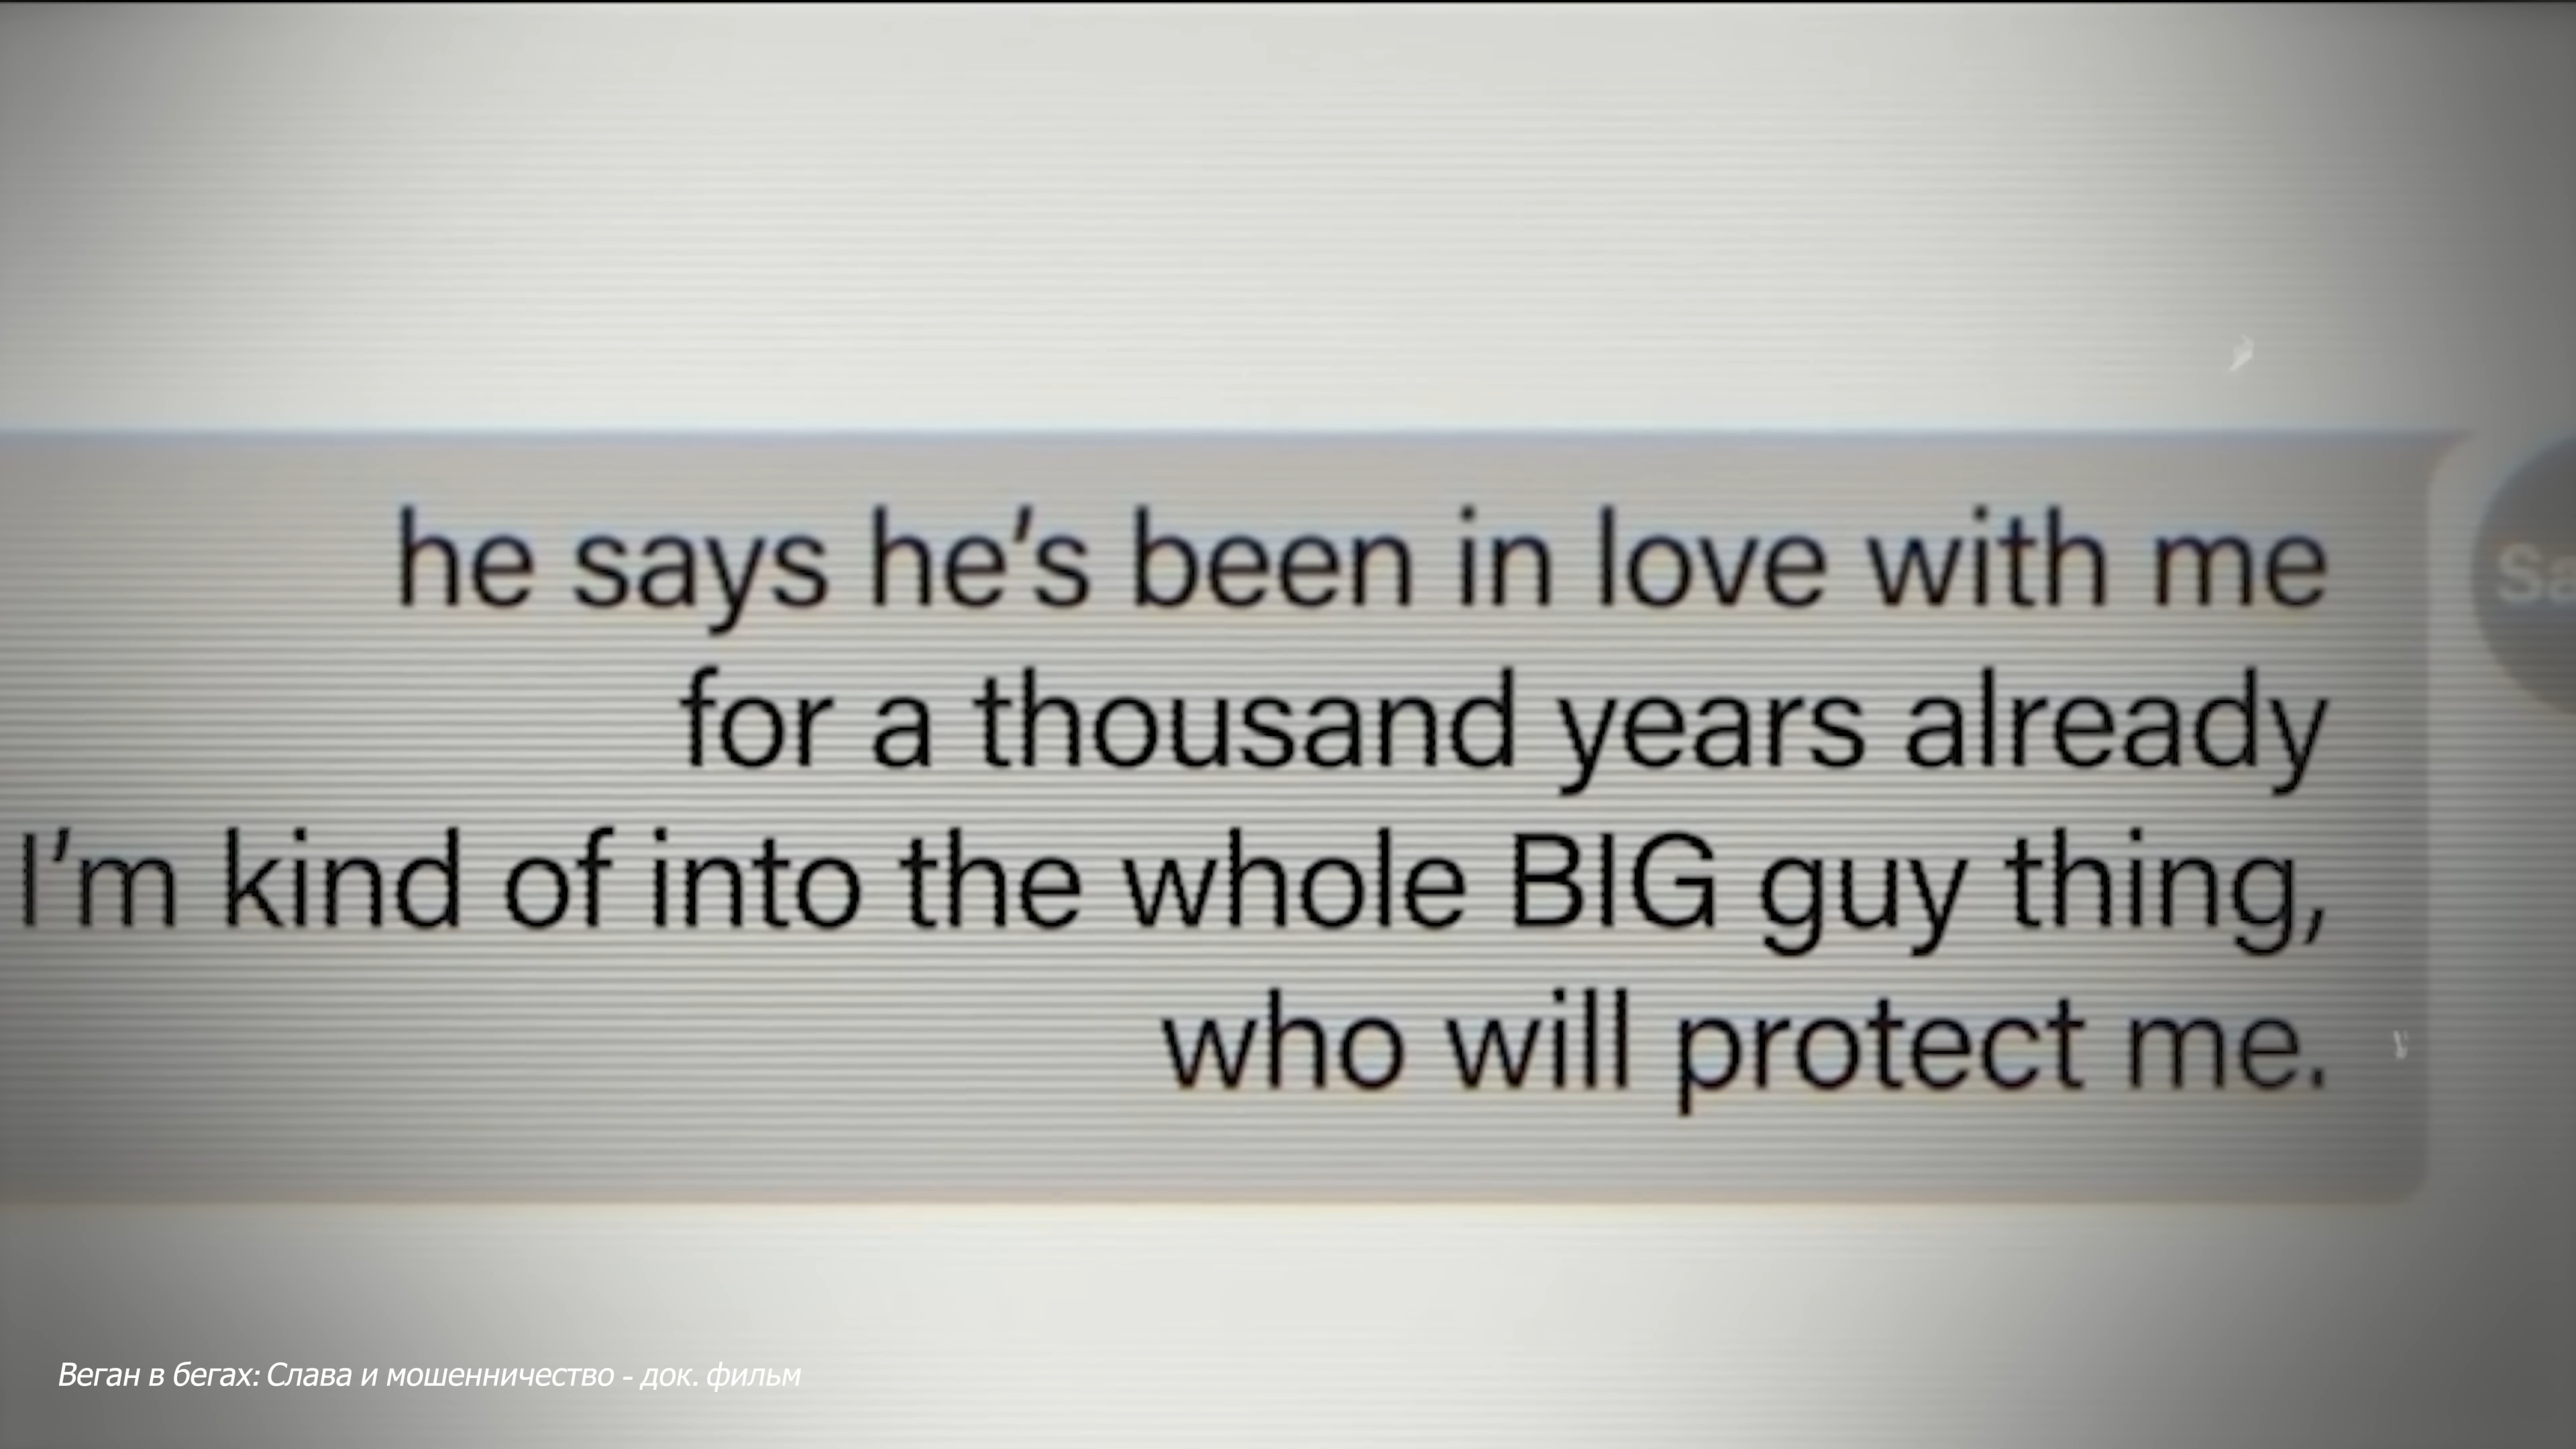 he says he's been in love with me
for a thousand years already
I'm kind of into the whole BIG guy thing,
who will protect me.
Sa
Веган в бегах: Слава и мошенничество - док. фильм